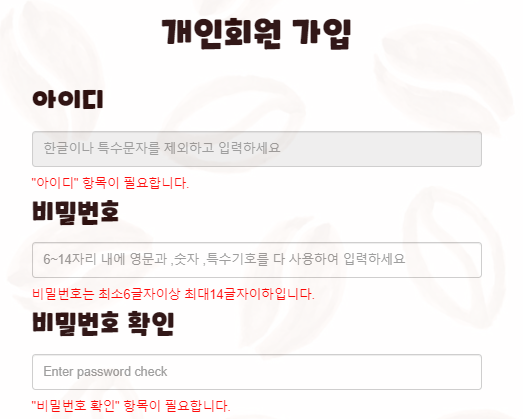 개인회원 가입
아이디
한글이나 특수문자를 제외하고 입력하세요
"아이디" 항목이 필요합니다.
비밀번호
6~14자리 내에 영문과 ,숫자 ,특수기호를 다 사용하여 입력하세요
비밀번호는 최소6글자이상 최대14글자이하입니다.
비밀번호 확인
Enter password check
"비밀번호 확인" 항목이 필요합니다.